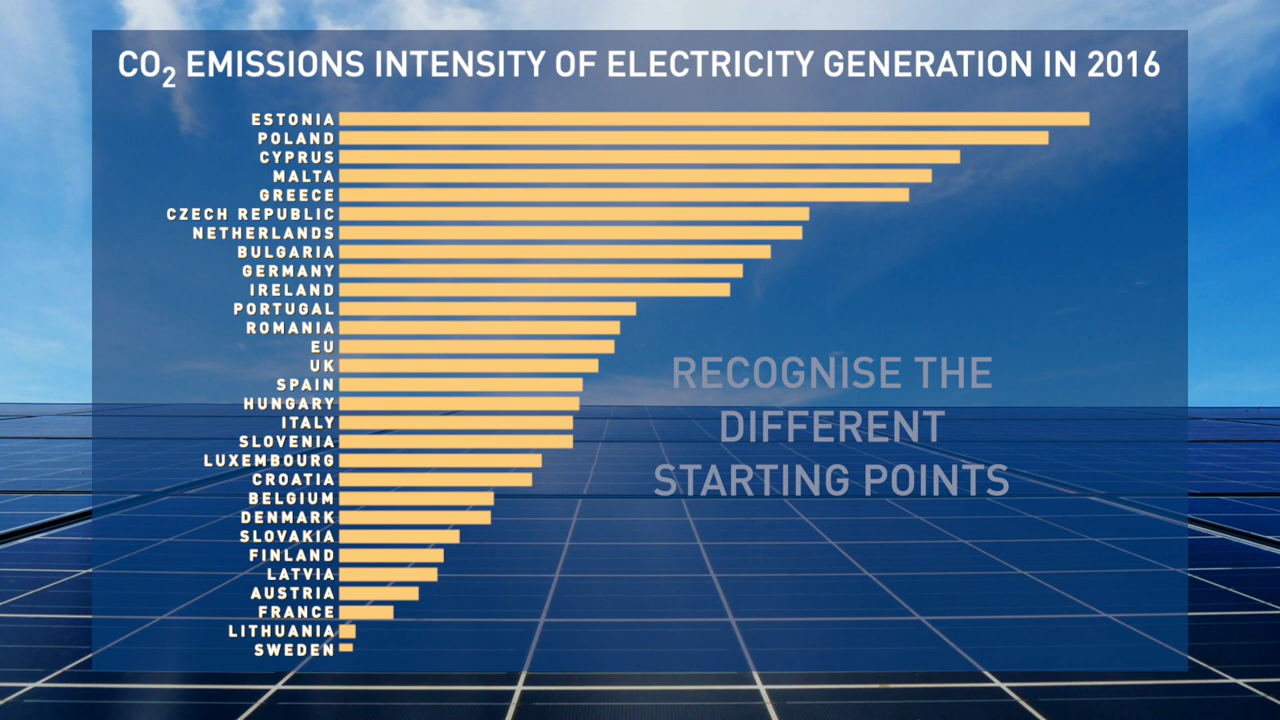 CO₂ EMISSIONS INTENSITY OF ELECTRICITY GENERATION IN 2016
ESTONIA
POLAND
CYPRUS
MALTA
GREECE
CZECH REPUBLIC
NETHERLANDS
BULGARIA
GERMANY
IRELAND
PORTUGAL
ROMANIA
EU
UK
SPAIN
HUNGARY
ITALY
SLOVENIA
LUXEMBOURG
CROATIA
BELGIUM
DENMARK
SLOVAKIA
FINLAND
LATVIA
AUSTRIA
FRANCE
LITHUANIA
SWEDEN
RECOGNISE THE
DIFFERENT
STARTING POINTS